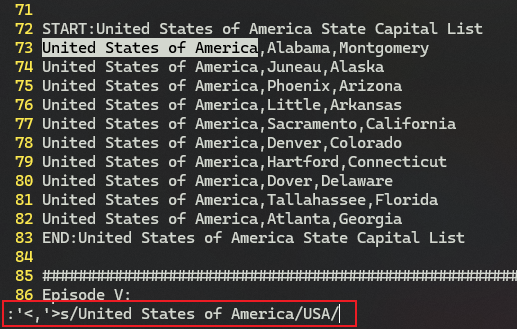 71
72 START:United States of America State Capital List
73 United States of America,Alabama,Montgomery
74 United States of America,Juneau,Alaska
75 United States of America,Phoenix,Arizona
76 United States of America,Little,Arkansas
77 United States of America,Sacramento,California
78 United States of America,Denver,Colorado
79 United States of America,Hartford,Connecticut
80 United States of America,Dover,Delaware
81 United States of America,Tallahassee,Florida
82 United States of America,Atlanta,Georgia
83 END:United States of America State Capital List
84
85 #####################################################
86 Episode V:
:'<,'>s/United States of America/USA/